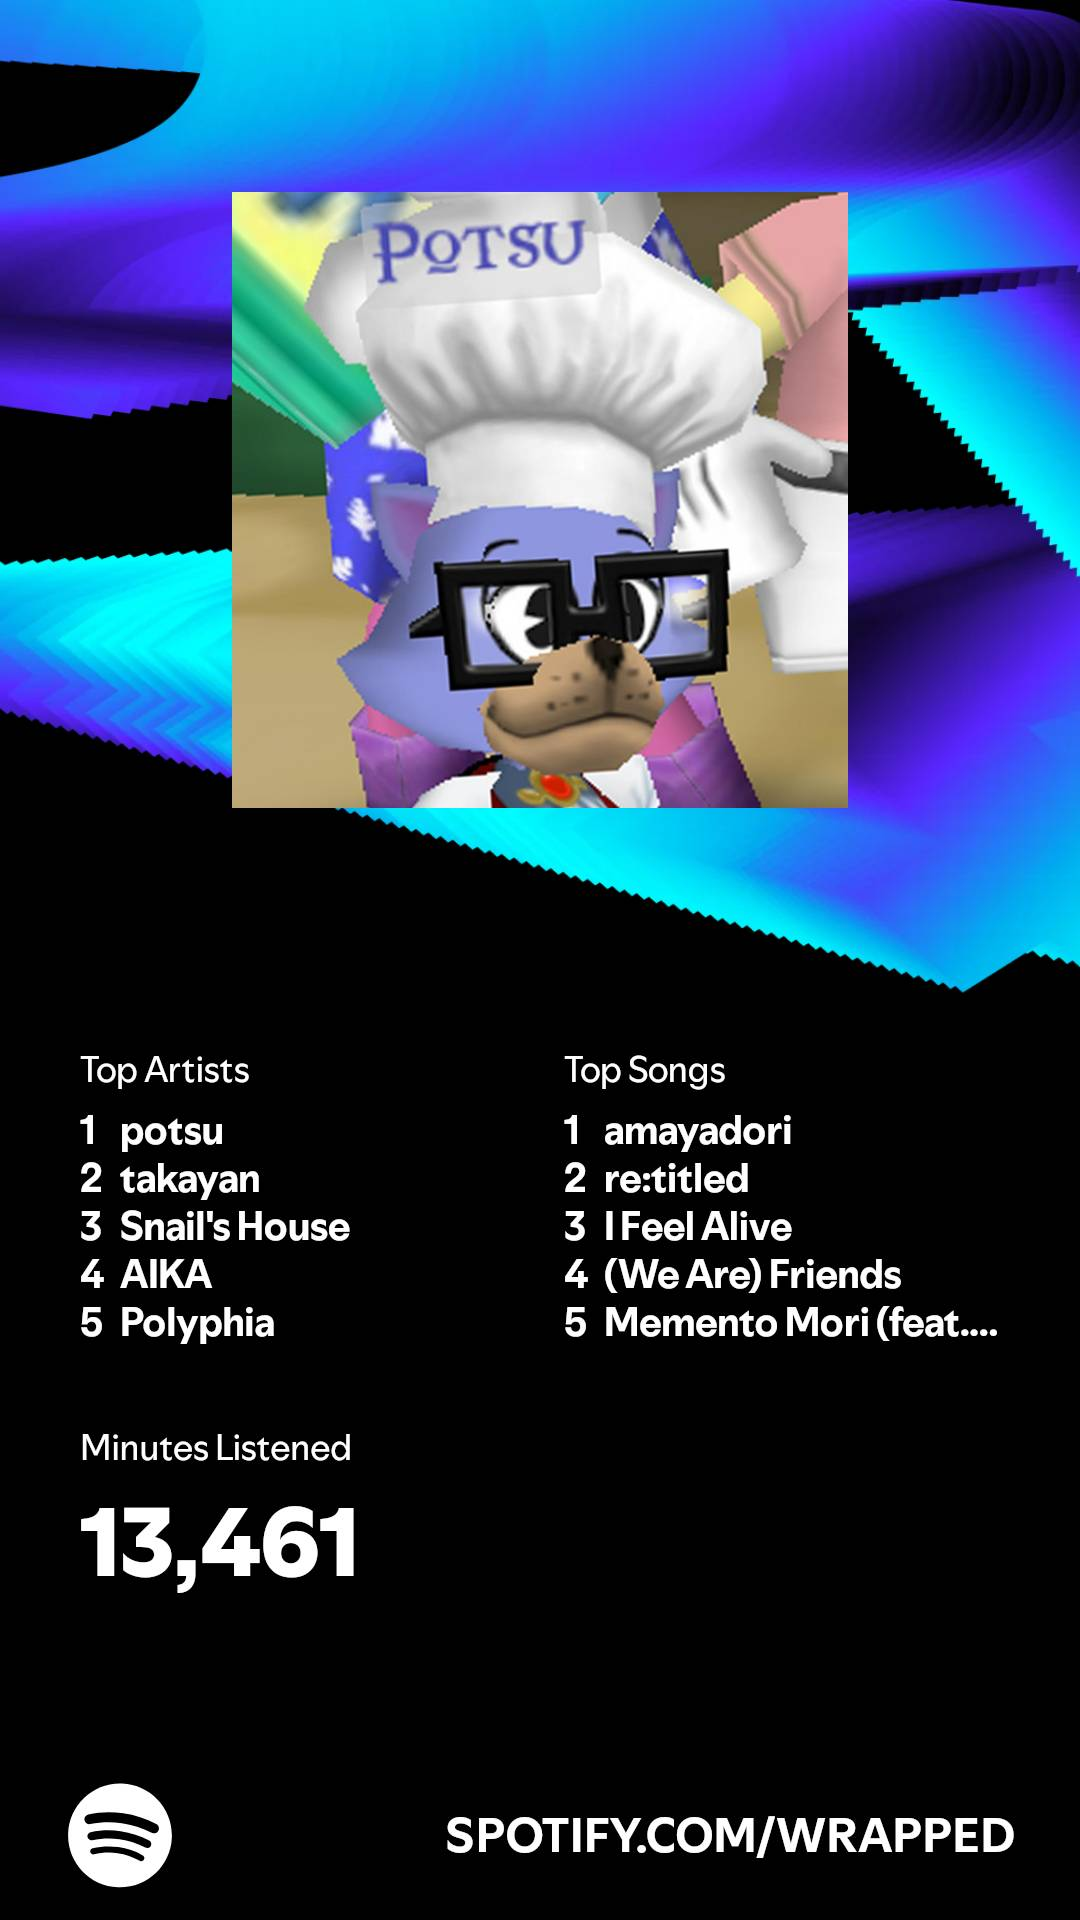 POTSU
Top Artists
1 potsu
2 takayan
3 Snail's House
4 AIKA
5 Polyphia
Top Songs
1 amayadori
2 re:titled
3 I Feel Alive
4 (We Are) Friends
5 Memento Mori (feat....
Minutes Listened
13,461
SPOTIFY.COM/WRAPPED